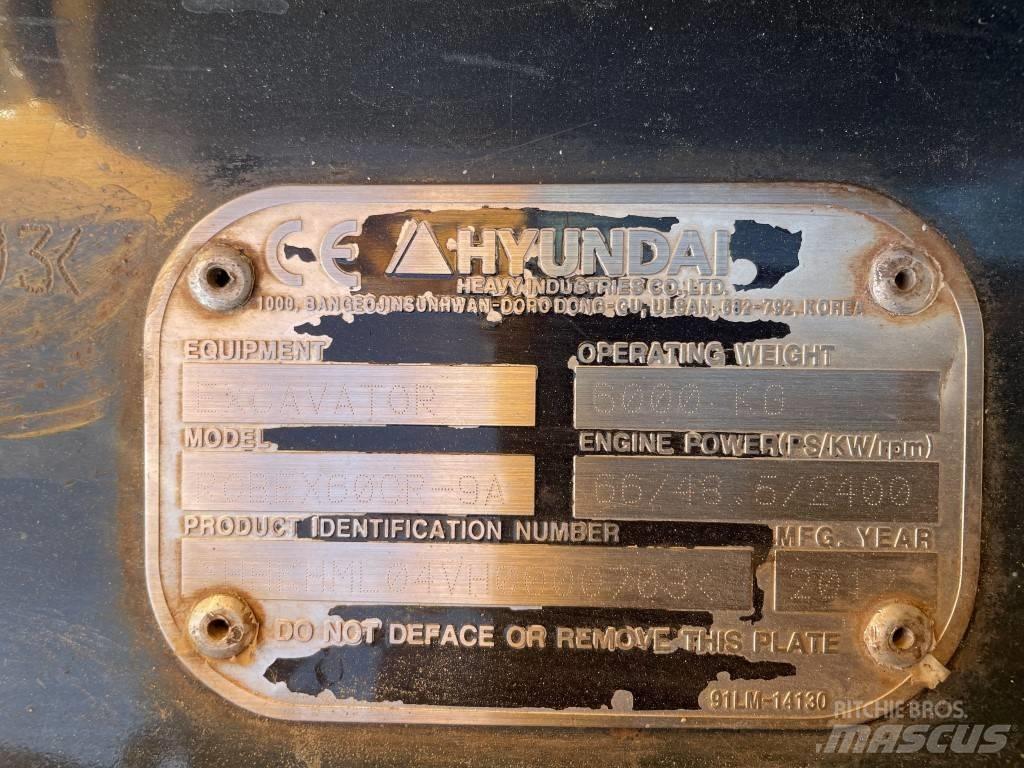 93<
CE HYUNDAI
HEAVY INDUSTRIES CO., LTD.
1000, BANGEOJINSUNHWAN-DORO DONG-GU, ULSAN, 682-792, KOREA
EQUIPMENT OPERATING WEIGHT
EXCAVATOR 6000 KG
MODEL ENGINE POWER(PS/KW/rpm)
66/48.5/2400
PRODUCT IDENTIFICATION NUMBER MFG. YEAR
DO NOT DEFACE OR REMOVE THIS PLATE
91LM-14130
RITCHIE BROS.
MASCUS